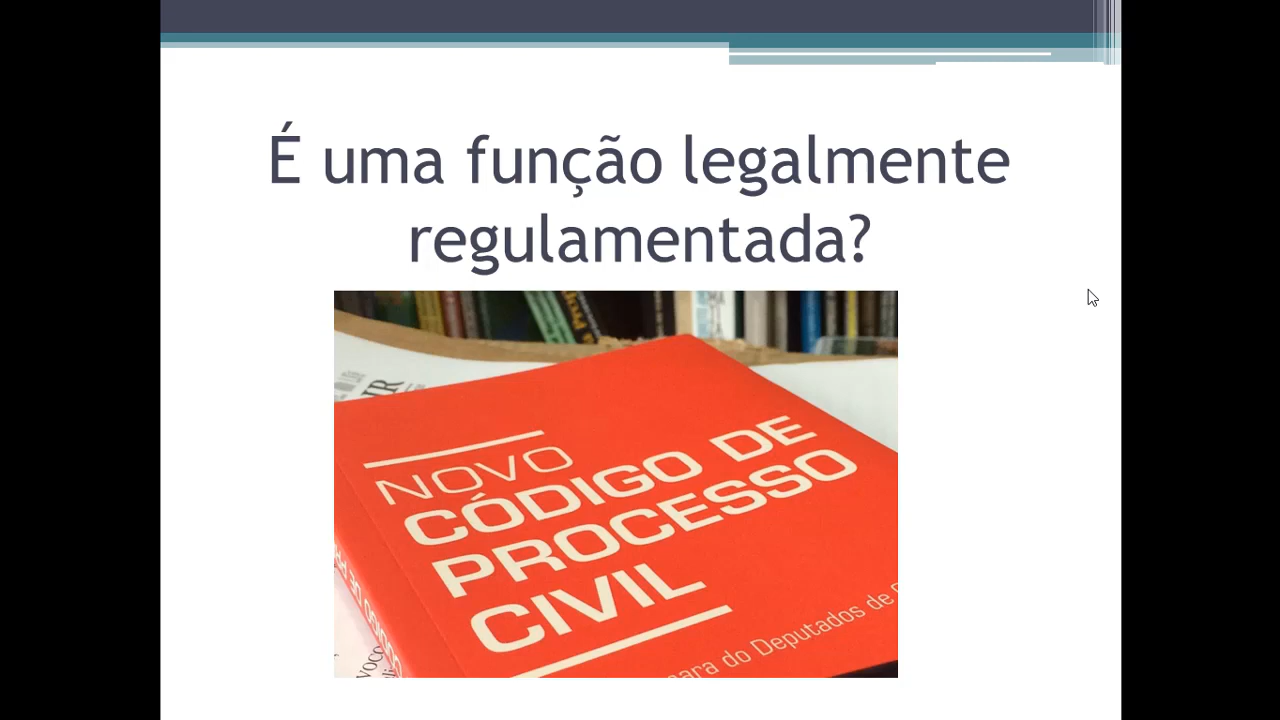 É uma função legalmente
regulamentada?
NOVO
CÓDIGO DE
PROCESSO
CIVIL
do Deputados de